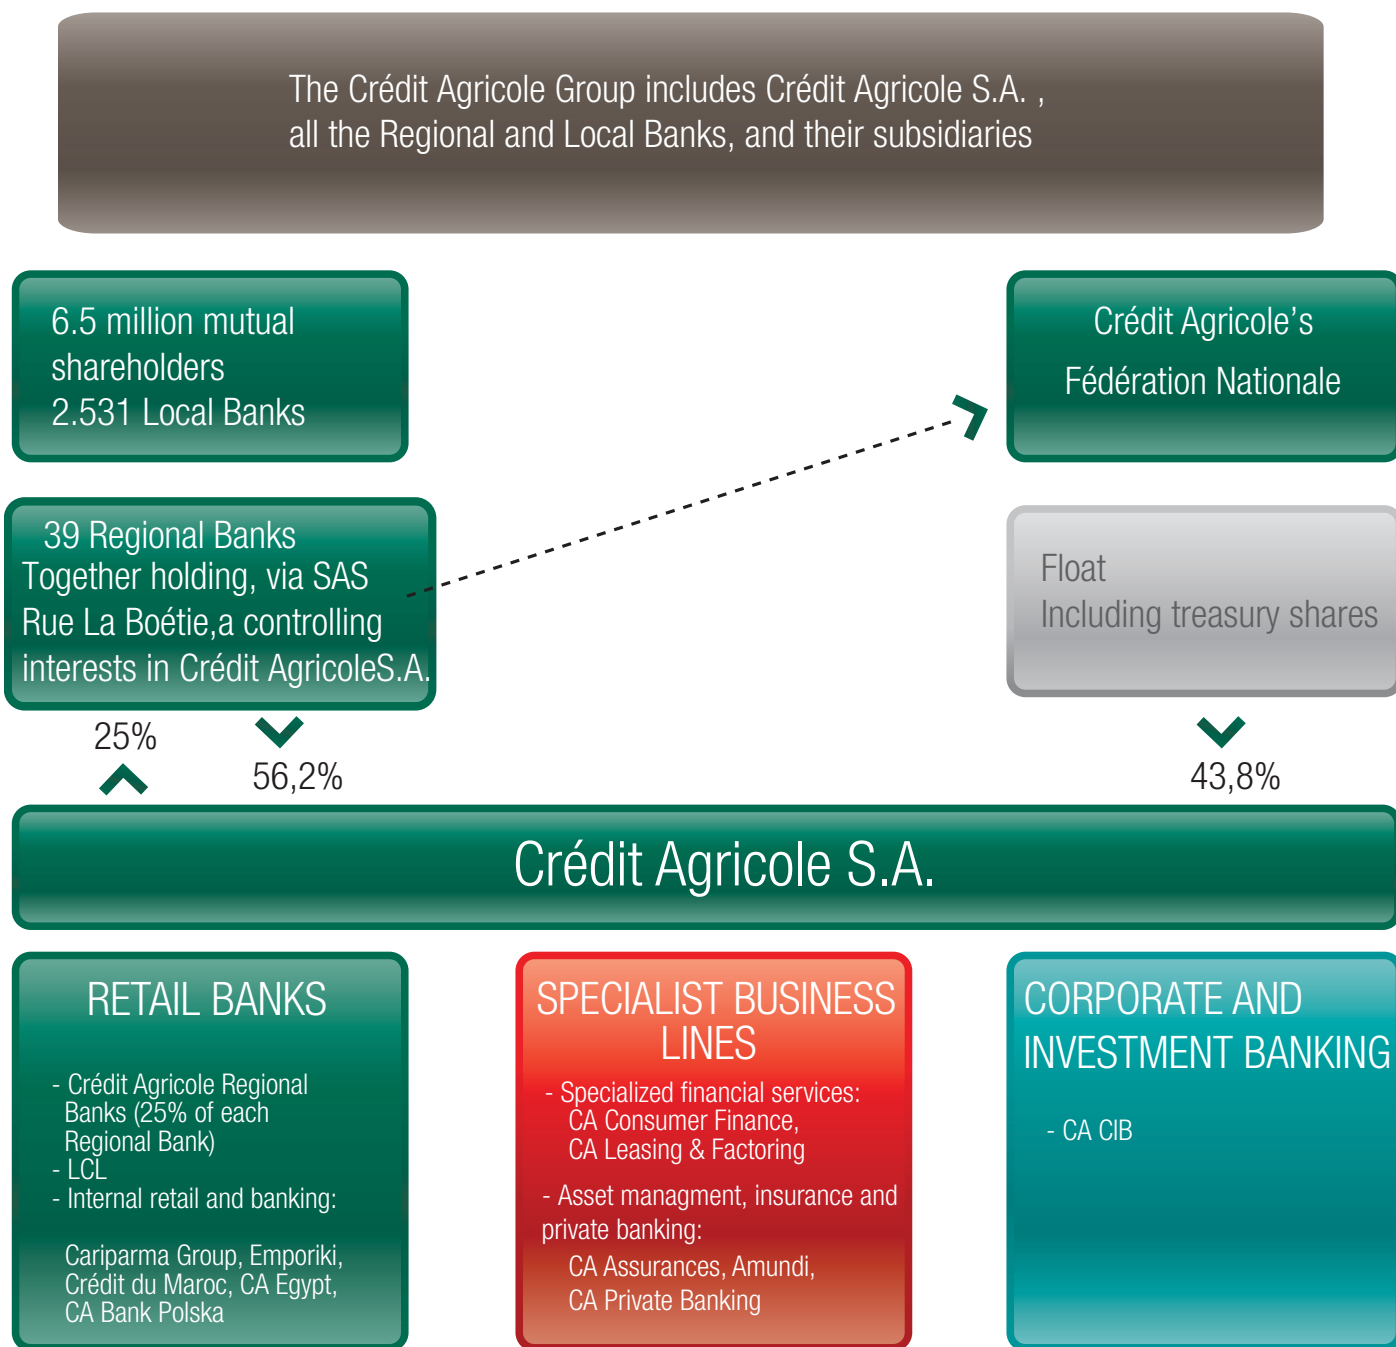 The Crédit Agricole Group includes Crédit Agricole S.A. ,
all the Regional and Local Banks, and their subsidiaries
6.5 million mutual
shareholders
2.531 Local Banks
Crédit Agricole’s
Fédération Nationale
39 Regional Banks
Together holding, via SAS
Rue La Boétie,a controlling
interests in Crédit AgricoleS.A.
Float
Including treasury shares
25%
56,2%
43,8%
Crédit Agricole S.A.
RETAIL BANKS
- Crédit Agricole Regional
Banks (25% of each
Regional Bank)
- LCL
- Internal retail and banking:
Cariparma Group, Emporiki,
Crédit du Maroc, CA Egypt,
CA Bank Polska
SPECIALIST BUSINESS
LINES
- Specialized financial services:
CA Consumer Finance,
CA Leasing & Factoring
- Asset managment, insurance and
private banking:
CA Assurances, Amundi,
CA Private Banking
CORPORATE AND
INVESTMENT BANKING
- CA CIB